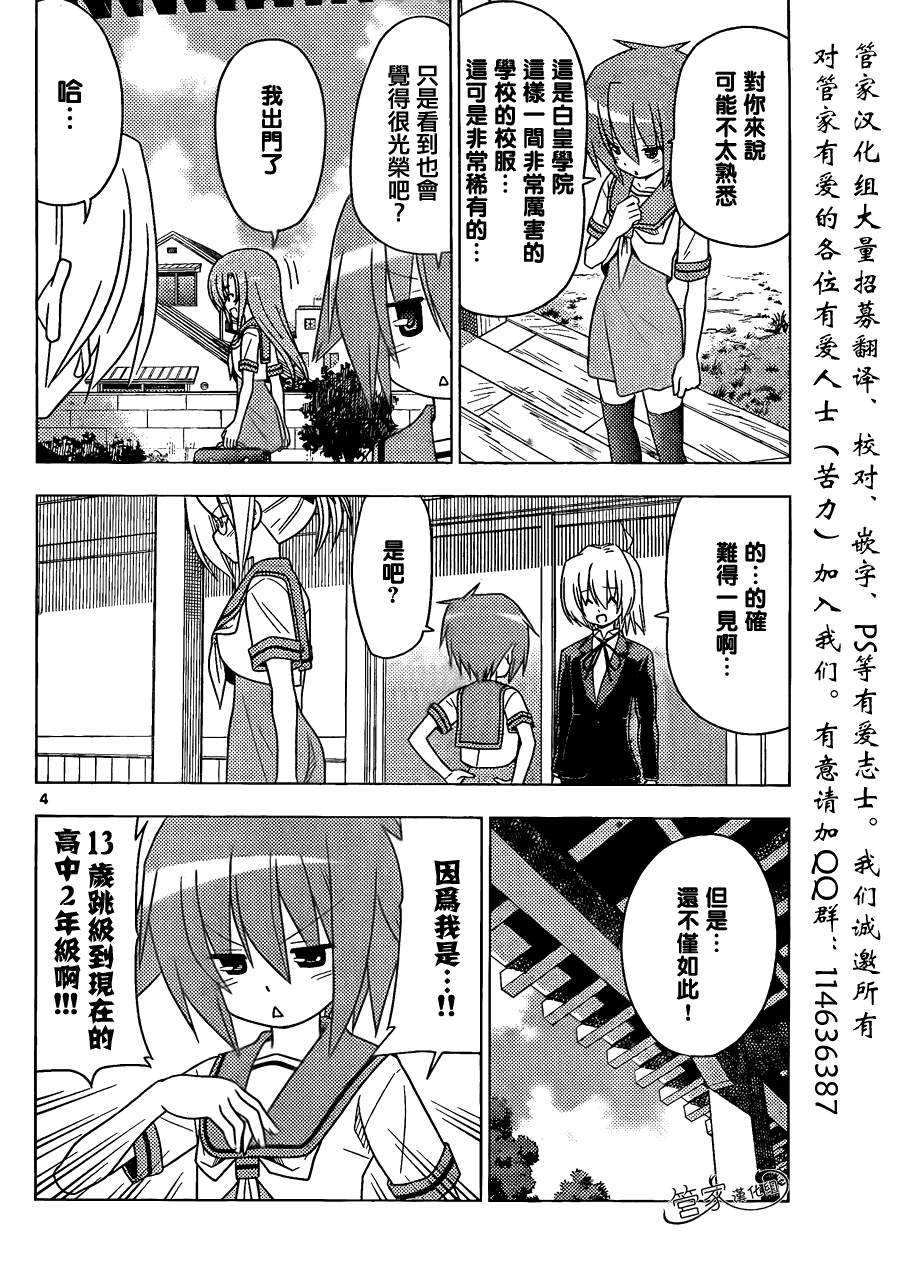 對你來說
可能不太熟悉
這是白皇學院
這樣一間非常厲害的
學校的校服…
這可是非常稀有的…
只是看到也會
覺得很光榮吧？
我出門了
哈…
的…的確
難得一見啊…
是吧？
4
但是…
還不僅如此！
因爲我是…!!
13歲跳級到現在的
高中2年級啊!!!
管家汉化组大量招募翻译、校对、嵌字、PS等有爱志士。我们诚邀所有
对管家有爱的各位有爱人士（苦力）加入我们。有意请加QQ群：114636387
管家漢化組